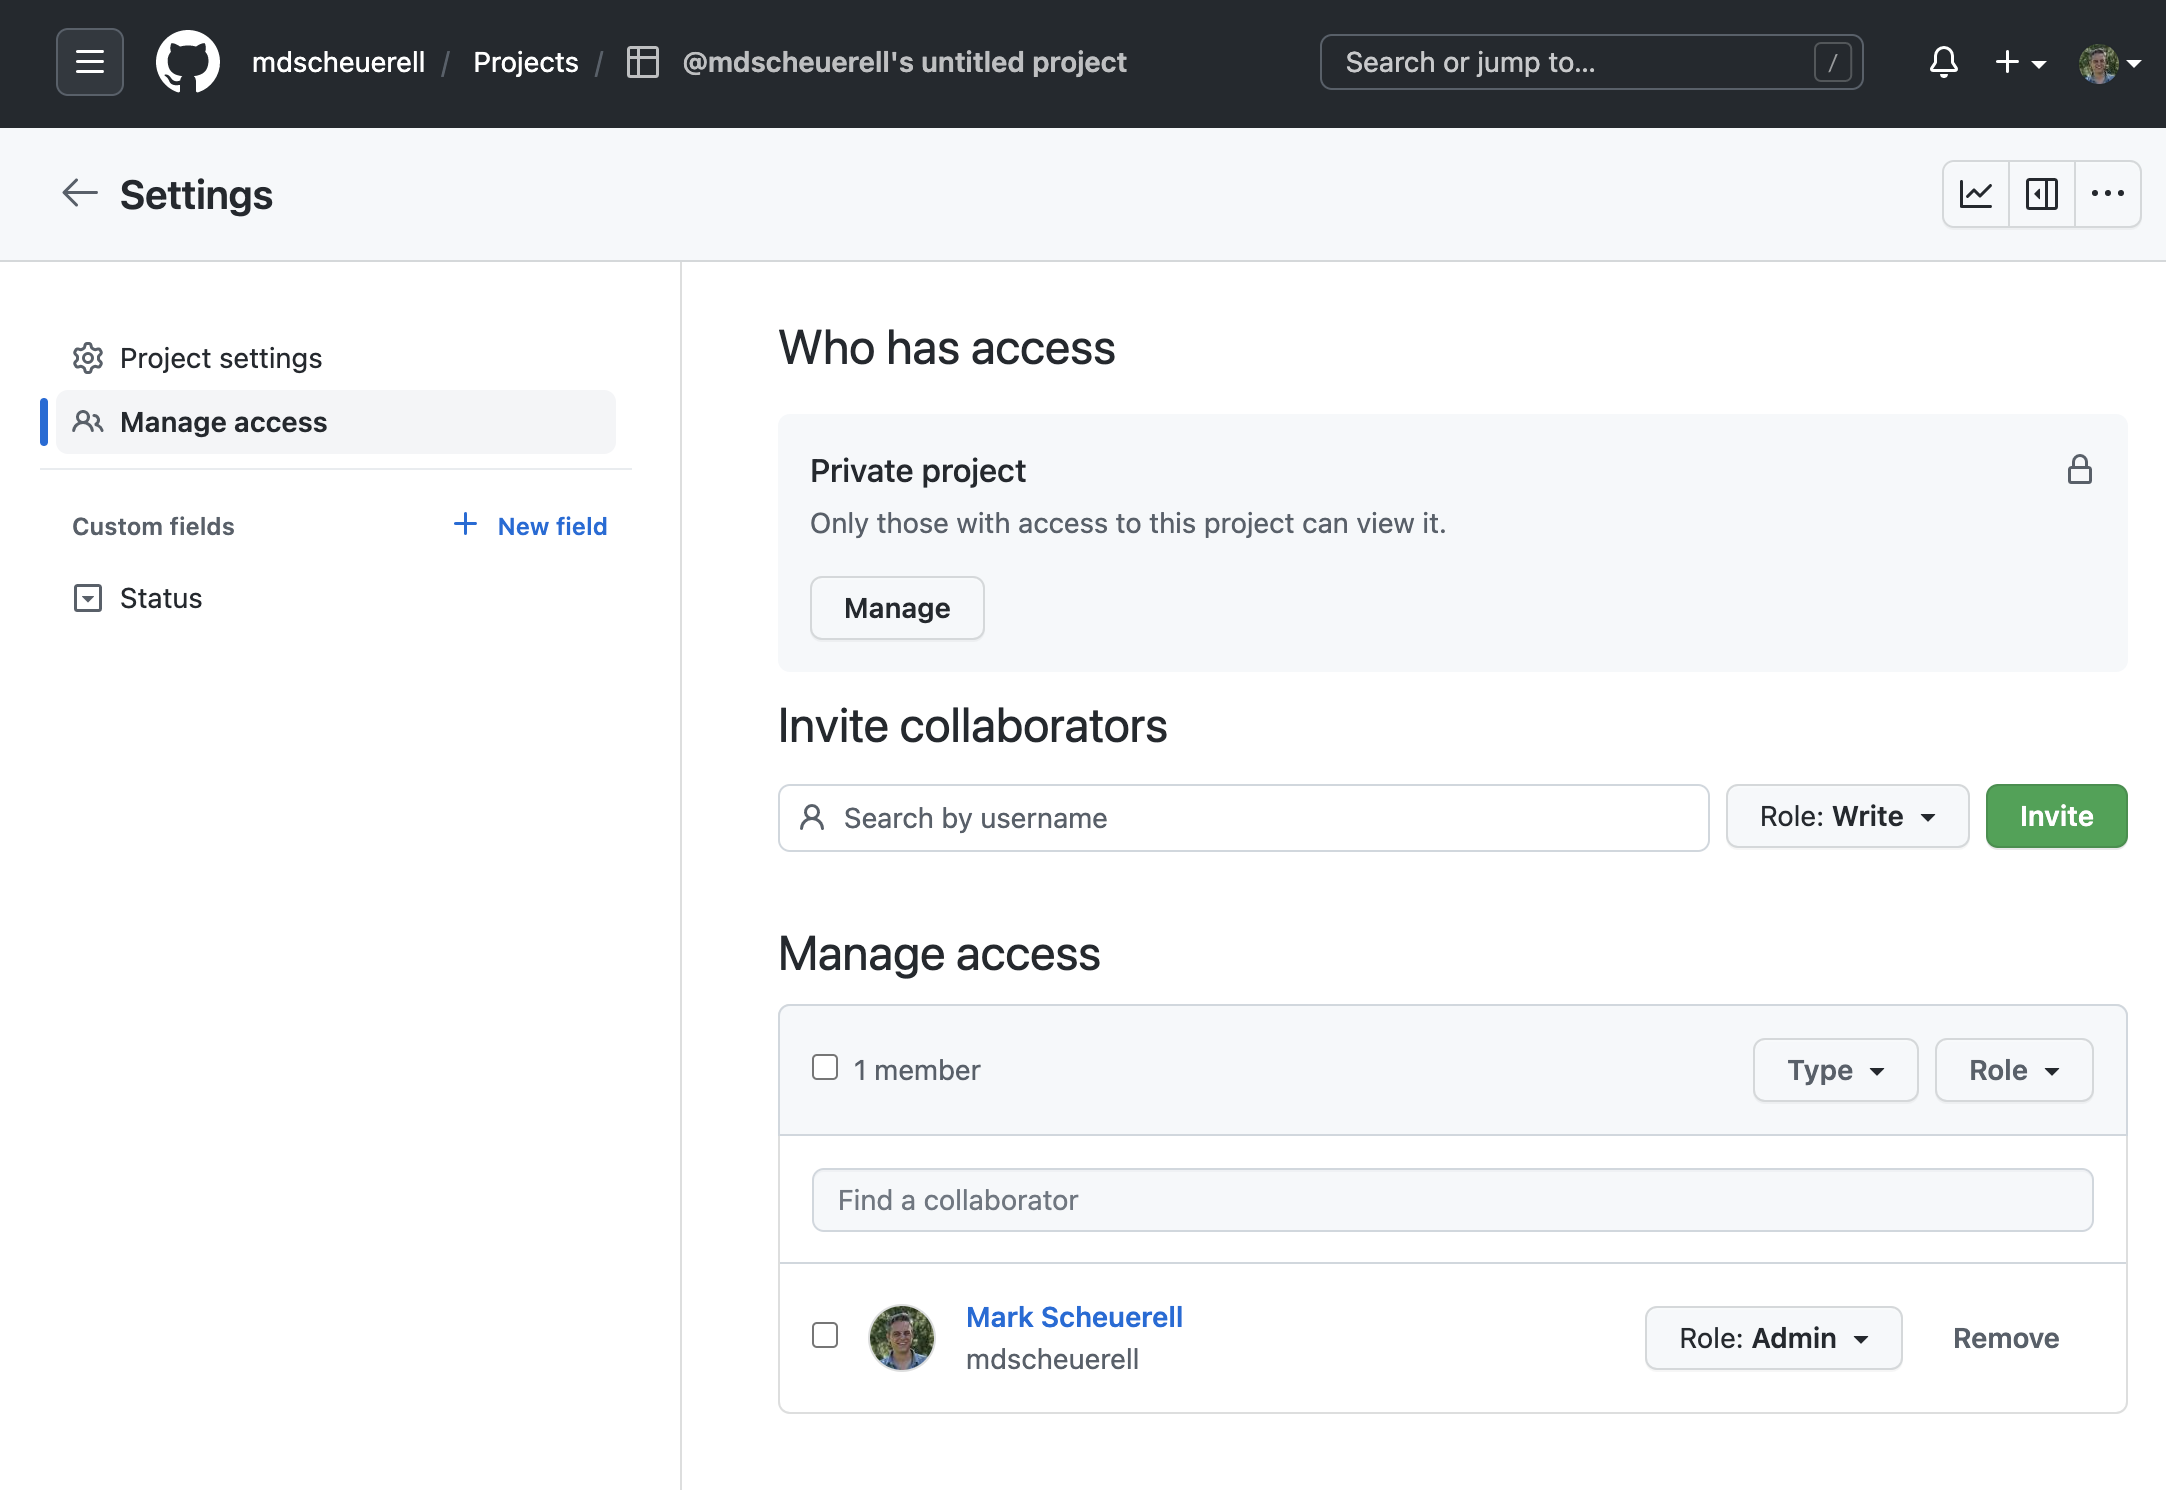 mdscheuerell / Projects / @mdscheuerell's untitled project
Search or jump to... /
Settings
Project settings
Manage access
Custom fields
New field
Status
Who has access
Private project
Only those with access to this project can view it.
Manage
Invite collaborators
Search by username
Role: Write
Invite
Manage access
1 member
Type
Role
Find a collaborator
Mark Scheuerell
mdscheuerell
Role: Admin
Remove